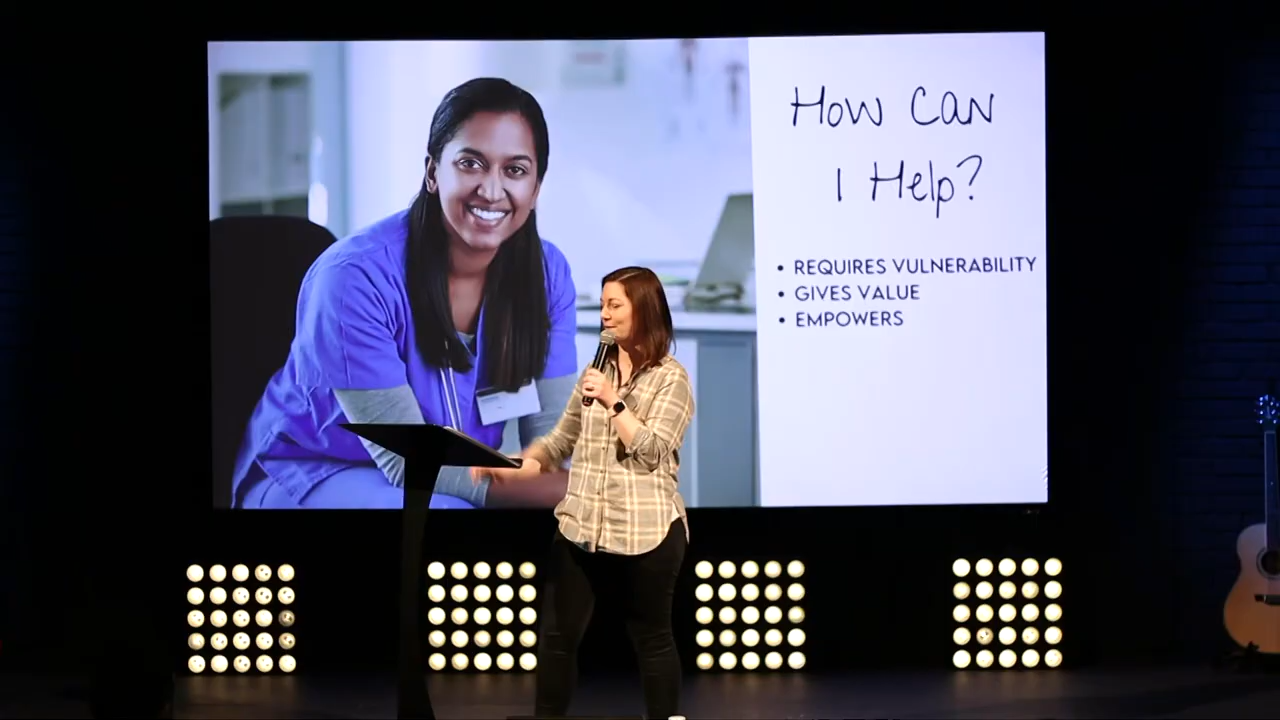 How Can
I Help?
• REQUIRES VULNERABILITY
• GIVES VALUE
• EMPOWERS